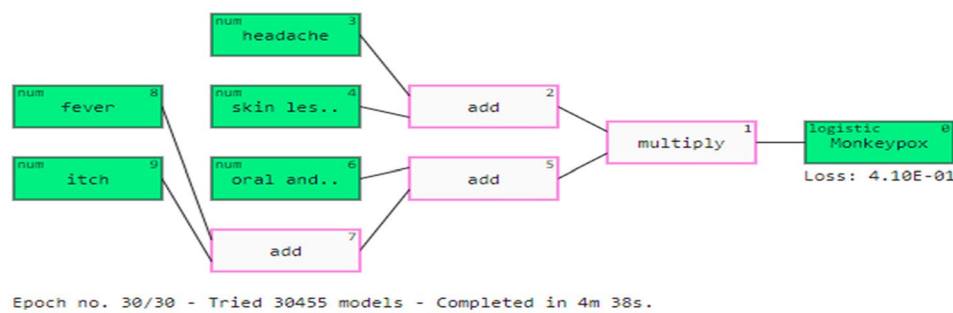 num 3
headache
num 8
fever
num 4
skin les..
add 2
multiply 1
logistic 0
Monkeypox
Loss: 4.10E-01
num 9
itch
num 6
oral and..
add 5
add 7
Epoch no. 30/30 - Tried 30455 models - Completed in 4m 38s.